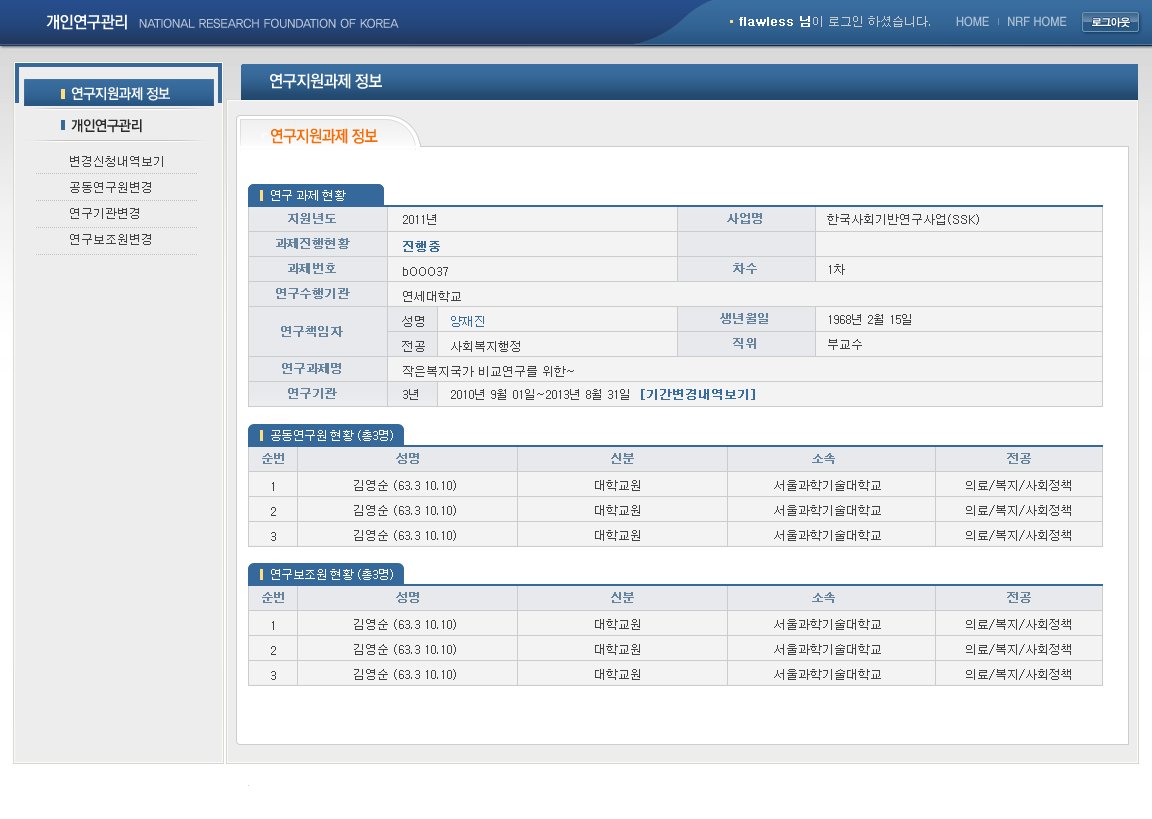 개인연구관리 NATIONAL RESEARCH FOUNDATION OF KOREA
• flawless 님이 로그인 하셨습니다. HOME | NRF HOME 로그아웃
연구지원과제 정보
개인연구관리
변경신청내역보기
공동연구원변경
연구기관변경
연구보조원변경
연구지원과제 정보
연구지원과제 정보
연구 과제 현황
지원년도 2011년 사업명 한국사회기반연구사업(SSK)
과제진행현황 진행중
과제번호 b00037 차수 1차
연구수행기관 연세대학교
연구책임자 성명 양재진 생년월일 1968년 2월 15일
전공 사회복지행정 직위 부교수
연구과제명 작은복지국가 비교연구를 위한~
연구기관 3년 2010년 9월 01일~2013년 8월 31일 [기간변경내역보기]
공동연구원 현황 (총3명)
순번 성명 신분 소속 전공
1 김영순 (63.3 10.10) 대학교원 서울과학기술대학교 의료/복지/사회정책
2 김영순 (63.3 10.10) 대학교원 서울과학기술대학교 의료/복지/사회정책
3 김영순 (63.3 10.10) 대학교원 서울과학기술대학교 의료/복지/사회정책
연구보조원 현황 (총3명)
순번 성명 신분 소속 전공
1 김영순 (63.3 10.10) 대학교원 서울과학기술대학교 의료/복지/사회정책
2 김영순 (63.3 10.10) 대학교원 서울과학기술대학교 의료/복지/사회정책
3 김영순 (63.3 10.10) 대학교원 서울과학기술대학교 의료/복지/사회정책